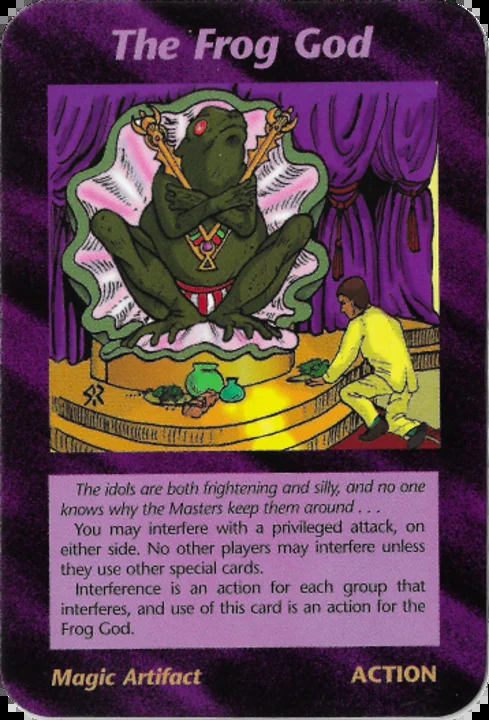 The Frog God
The idols are both frightening and silly, and no one
knows why the Masters keep them around . . .
You may interfere with a privileged attack, on
either side. No other players may interfere unless
they use other special cards.
Interference is an action for each group that
interferes, and use of this card is an action for the
Frog God.
Magic Artifact
ACTION